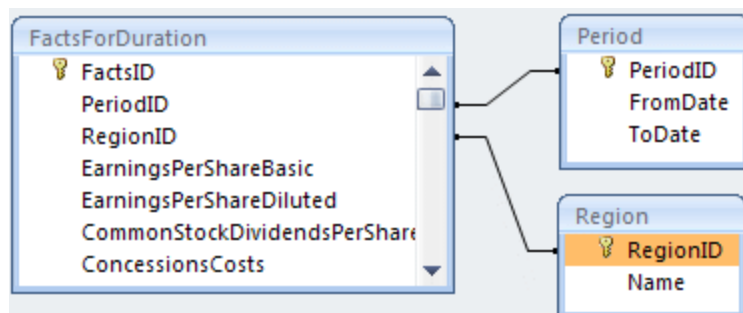 FactsForDuration
FactsID
PeriodID
RegionID
EarningsPerShareBasic
EarningsPerShareDiluted
CommonStockDividendsPerShare
ConcessionsCosts
Period
PeriodID
FromDate
ToDate
Region
RegionID
Name